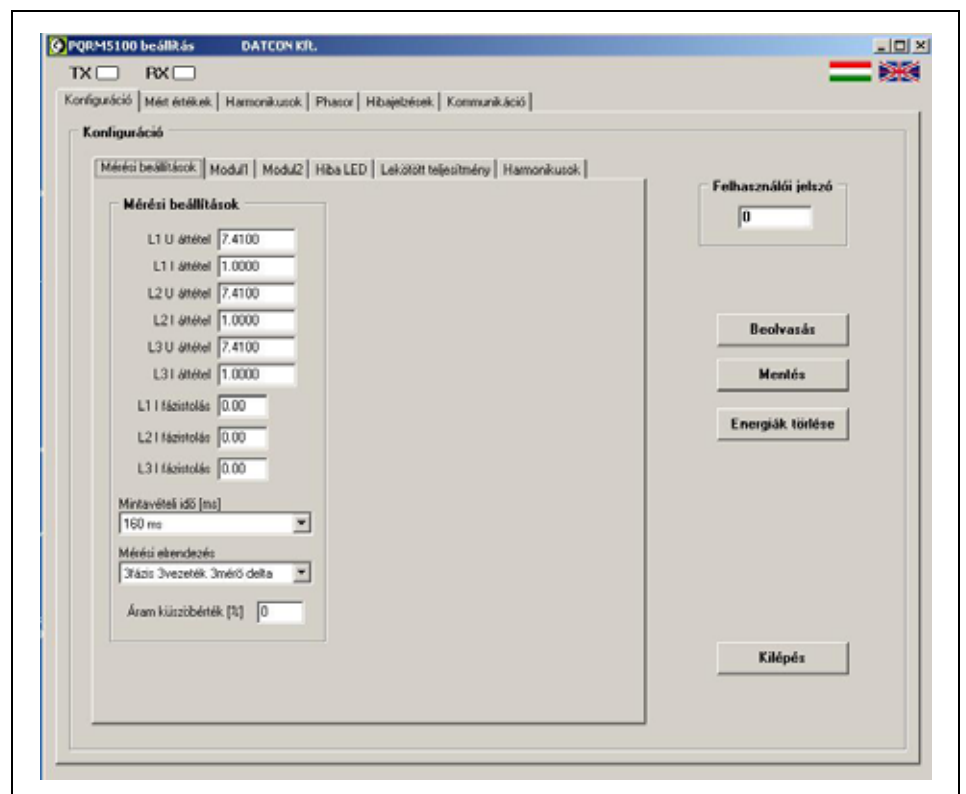 PQRM5100 beállítás DATCON Kft.
TX RX
Konfiguráció Mért értékek Harmonikusok Phasor Hibajelzések Kommunikáció
Konfiguráció
Mérési beállítások Modul1 Modul2 Hiba LED Lekötött teljesítmény Harmonikusok
Felhasználói jelszó
0
Mérési beállítások
L1 U áttétel 7.4100
L1 I áttétel 1.0000
L2 U áttétel 7.4100
L2 I áttétel 1.0000
L3 U áttétel 7.4100
L3 I áttétel 1.0000
L1 I fázistolás 0.00
L2 I fázistolás 0.00
L3 I fázistolás 0.00
Mintavételi idő [ms]
160 ms
Mérési elrendezés
3fázis 3vezeték 3mérő delta
Áram küszöbérték [%] 0
Beolvasás
Mentés
Energiák törlése
Kilépés